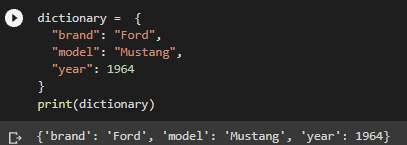 dictionary =  {
  "brand": "Ford",
  "model": "Mustang",
  "year": 1964
}
print(dictionary)
{'brand': 'Ford', 'model': 'Mustang', 'year': 1964}